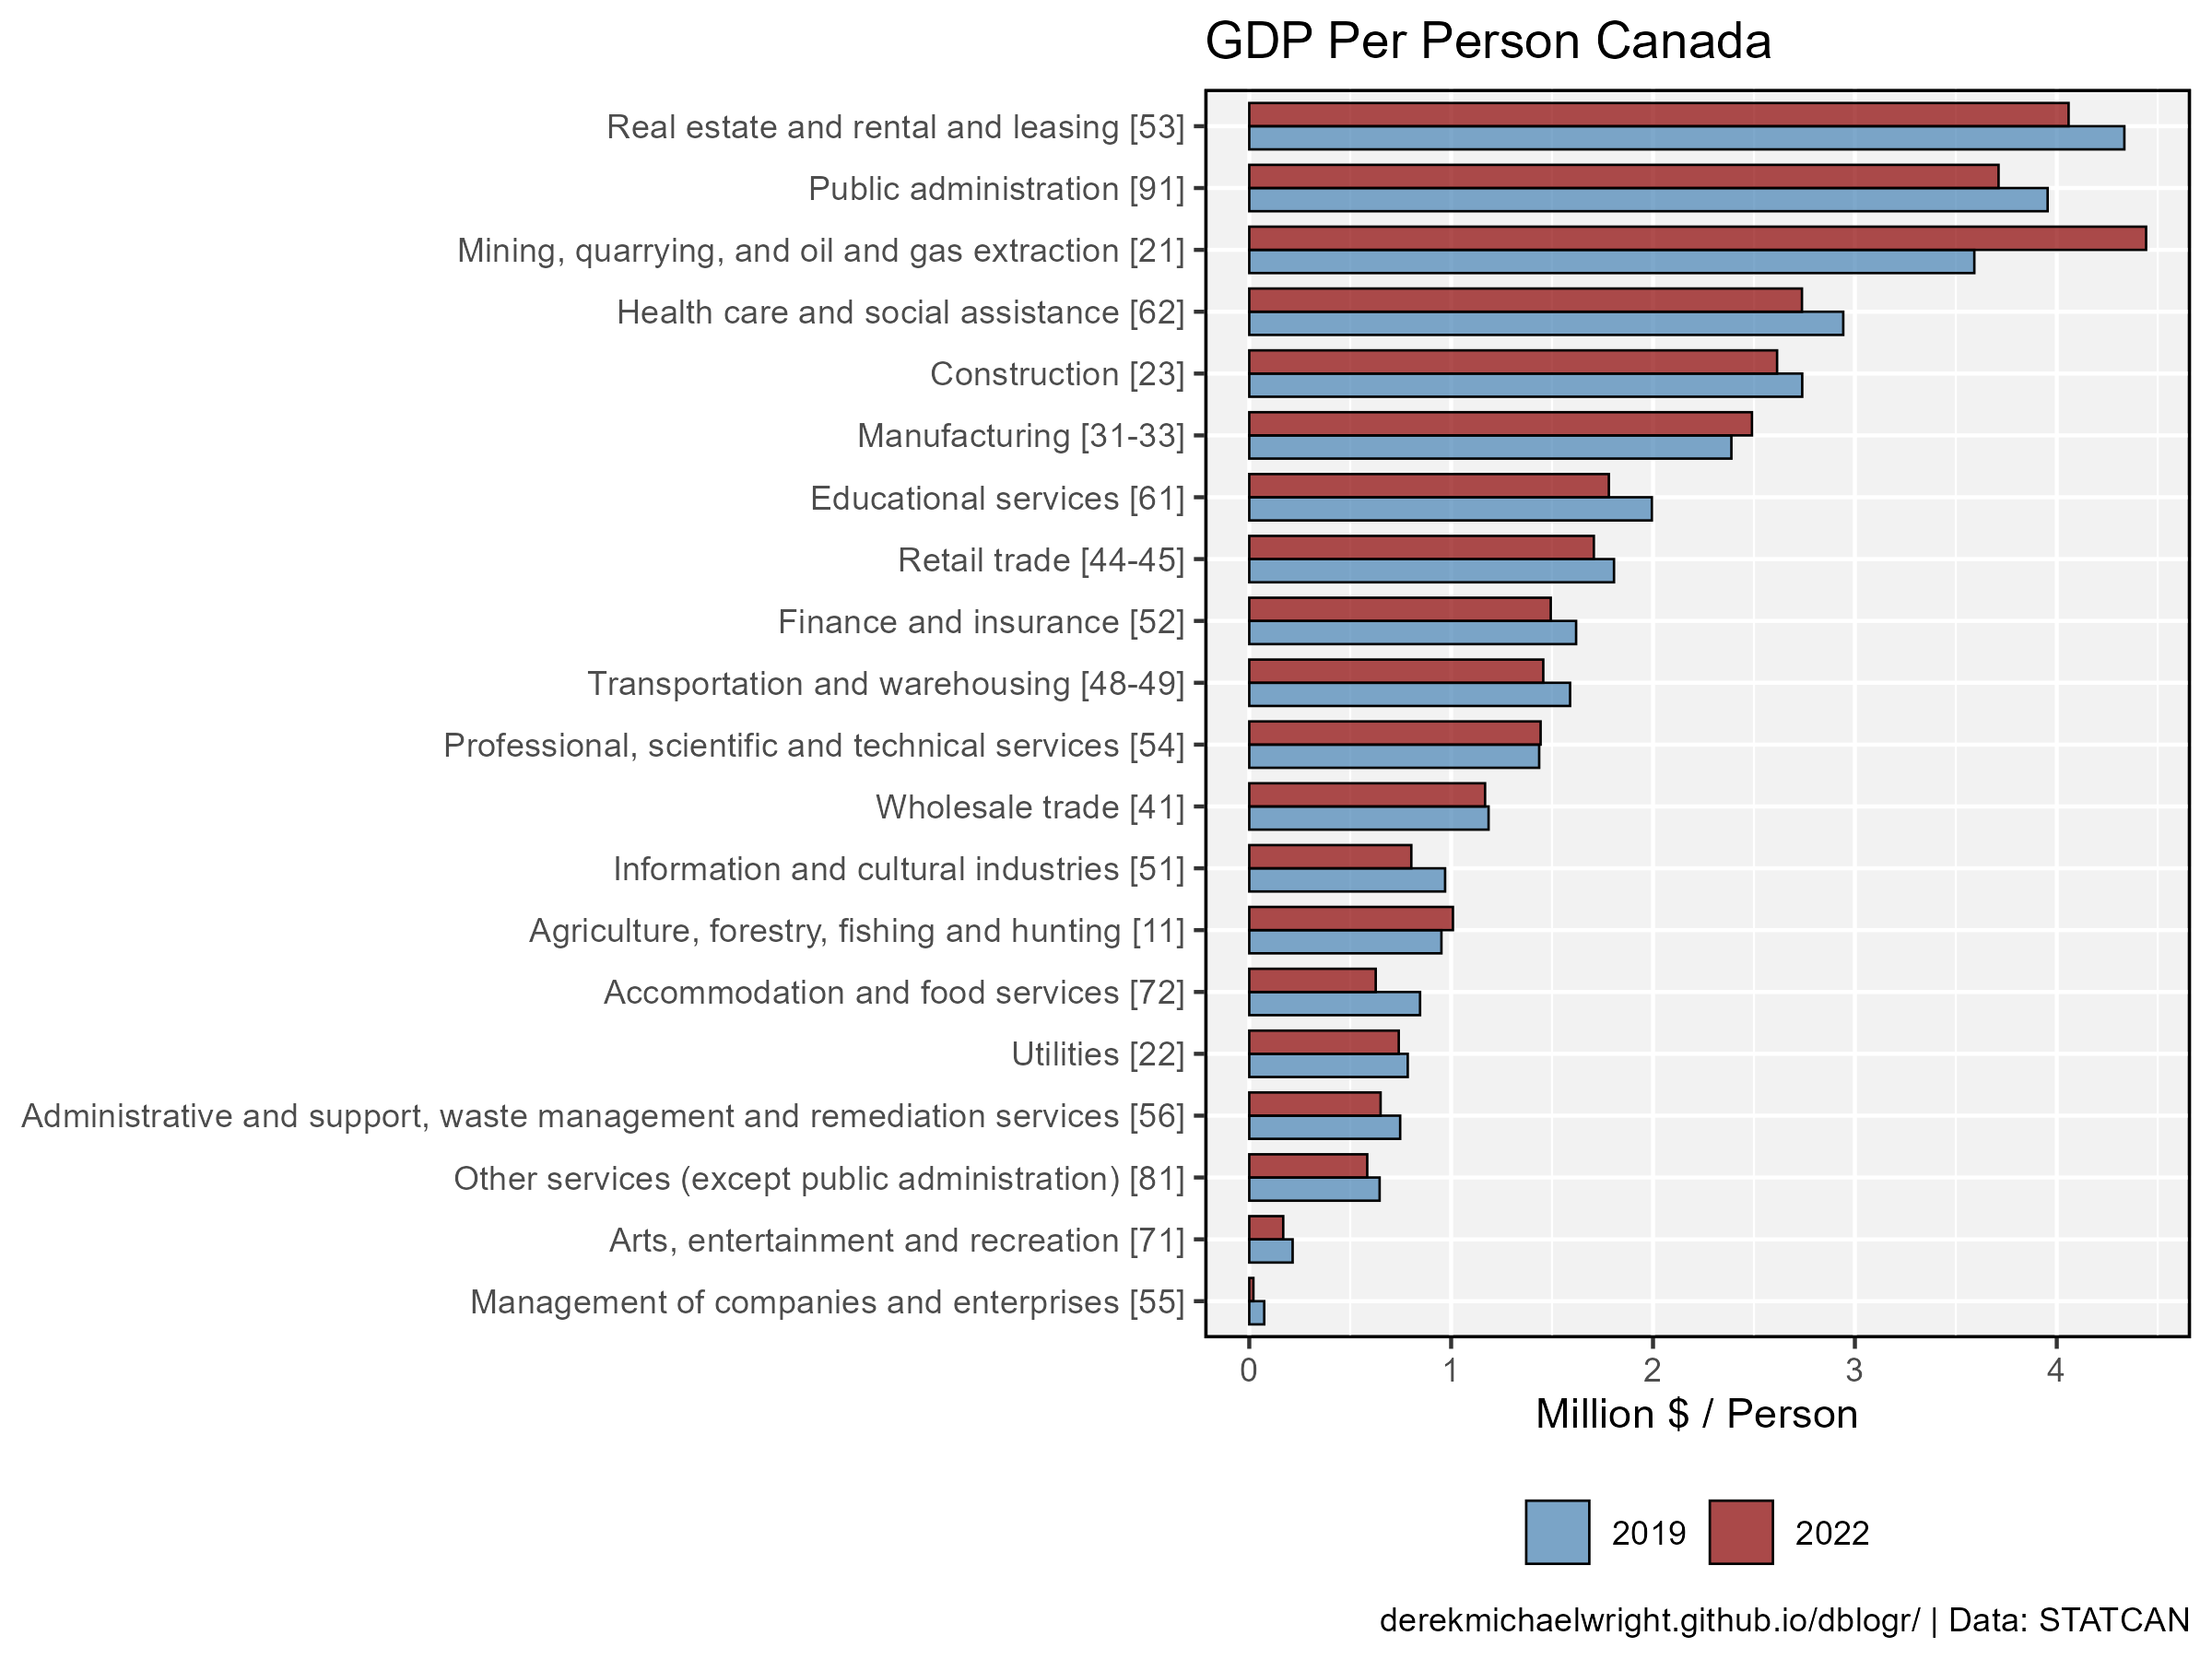 GDP Per Person Canada
Real estate and rental and leasing [53]
Public administration [91]
Mining, quarrying, and oil and gas extraction [21]
Health care and social assistance [62]
Construction [23]
Manufacturing [31-33]
Educational services [61]
Retail trade [44-45]
Finance and insurance [52]
Transportation and warehousing [48-49]
Professional, scientific and technical services [54]
Wholesale trade [41]
Information and cultural industries [51]
Agriculture, forestry, fishing and hunting [11]
Accommodation and food services [72]
Utilities [22]
Administrative and support, waste management and remediation services [56]
Other services (except public administration) [81]
Arts, entertainment and recreation [71]
Management of companies and enterprises [55]
0 1 2 3 4
Million $ / Person
2019 2022
derekmichaelwright.github.io/dblogr/ | Data: STATCAN